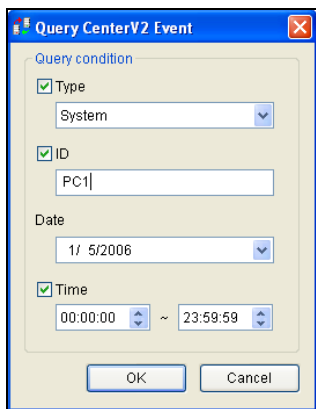 Query CenterV2 Event
Query condition
Type
System
ID
PC1
Date
1/ 5/2006
Time
00:00:00 ~ 23:59:59
OK Cancel